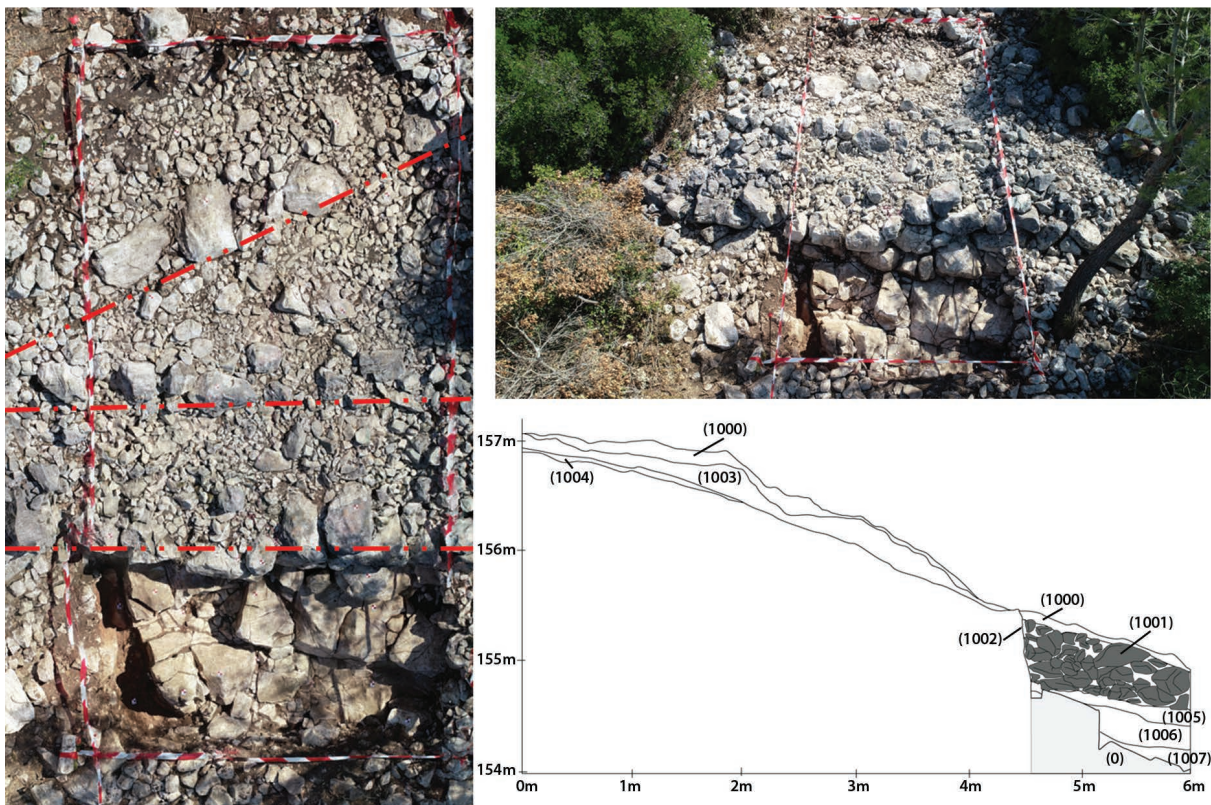 (1000)
157m
(1003)
(1004)
156m
(1000)
(1001)
(1002)
155m
(1005)
(1006)
(0)
(1007)
154m
0m
1m
2m
3m
4m
5m
6m